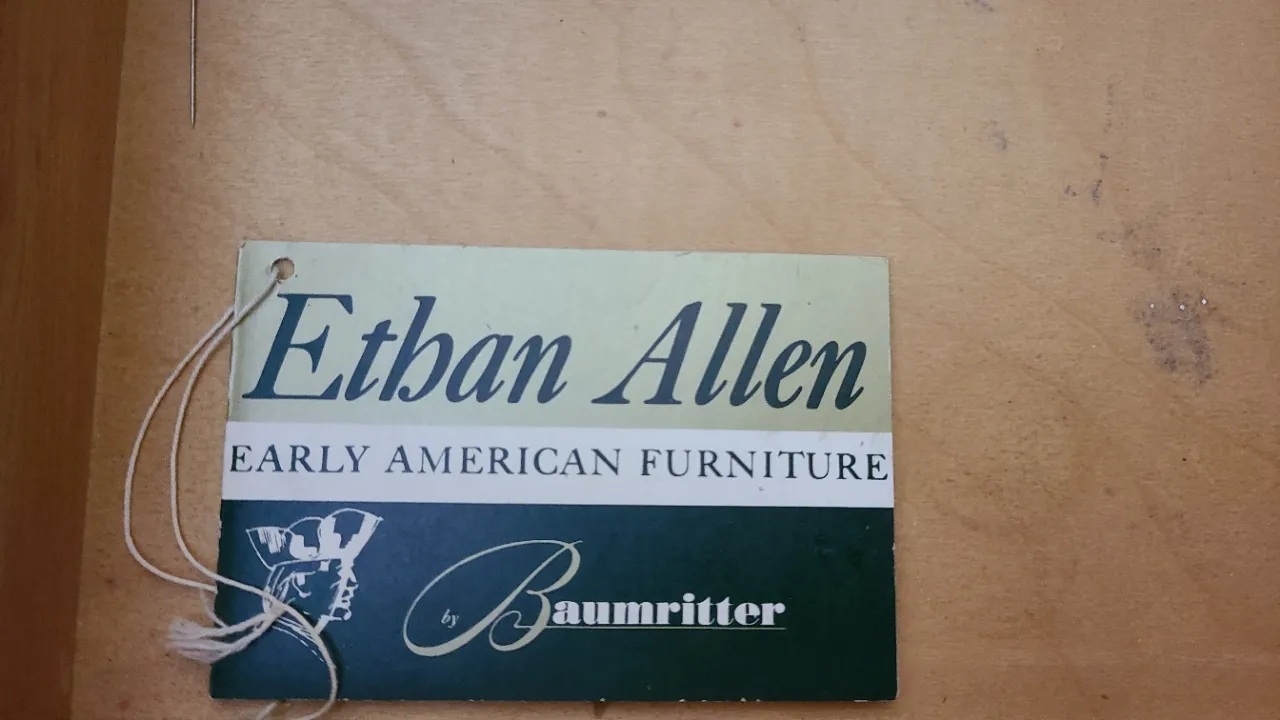 Ethan Allen
EARLY AMERICAN FURNITURE
by Baumritter